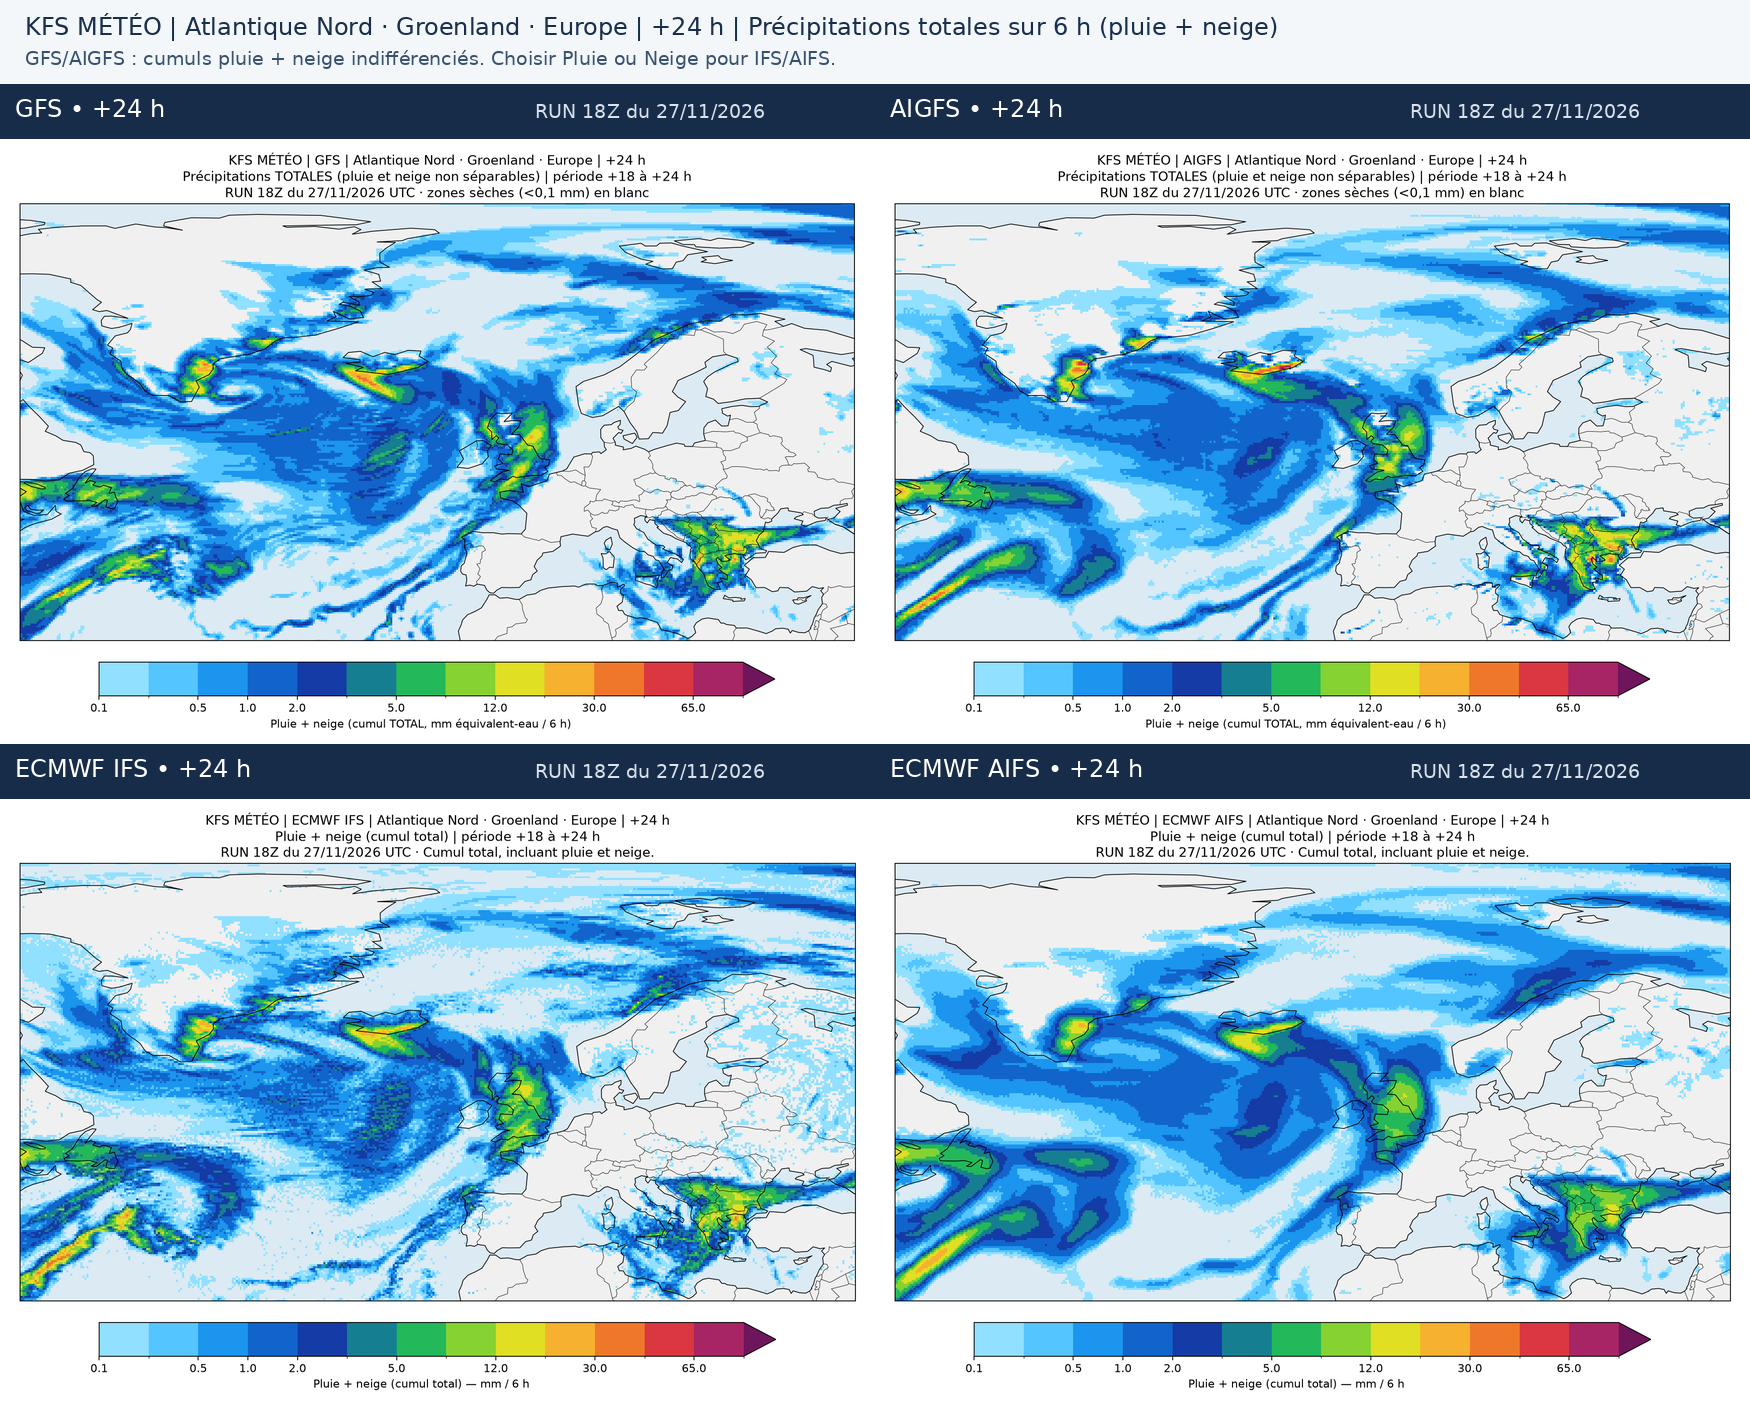 KFS MÉTÉO | Atlantique Nord · Groenland · Europe | +24 h | Précipitations totales sur 6 h (pluie + neige)
GFS/AIGFS : cumuls pluie + neige indifférenciés. Choisir Pluie ou Neige pour IFS/AIFS.
GFS • +24 h RUN 18Z du 27/11/2026
AIGFS • +24 h RUN 18Z du 27/11/2026
KFS MÉTÉO | GFS | Atlantique Nord · Groenland · Europe | +24 h
Précipitations TOTALES (pluie et neige non séparables) | période +18 à +24 h
RUN 18Z du 27/11/2026 UTC · zones sèches (<0,1 mm) en blanc
KFS MÉTÉO | AIGFS | Atlantique Nord · Groenland · Europe | +24 h
Précipitations TOTALES (pluie et neige non séparables) | période +18 à +24 h
RUN 18Z du 27/11/2026 UTC · zones sèches (<0,1 mm) en blanc
0.1 0.5 1.0 2.0 5.0 12.0 30.0 65.0
Pluie + neige (cumul TOTAL, mm équivalent-eau / 6 h)
0.1 0.5 1.0 2.0 5.0 12.0 30.0 65.0
Pluie + neige (cumul TOTAL, mm équivalent-eau / 6 h)
ECMWF IFS • +24 h RUN 18Z du 27/11/2026
ECMWF AIFS • +24 h RUN 18Z du 27/11/2026
KFS MÉTÉO | ECMWF IFS | Atlantique Nord · Groenland · Europe | +24 h
Pluie + neige (cumul total) | période +18 à +24 h
RUN 18Z du 27/11/2026 UTC · Cumul total, incluant pluie et neige.
KFS MÉTÉO | ECMWF AIFS | Atlantique Nord · Groenland · Europe | +24 h
Pluie + neige (cumul total) | période +18 à +24 h
RUN 18Z du 27/11/2026 UTC · Cumul total, incluant pluie et neige.
0.1 0.5 1.0 2.0 5.0 12.0 30.0 65.0
Pluie + neige (cumul total) — mm / 6 h
0.1 0.5 1.0 2.0 5.0 12.0 30.0 65.0
Pluie + neige (cumul total) — mm / 6 h